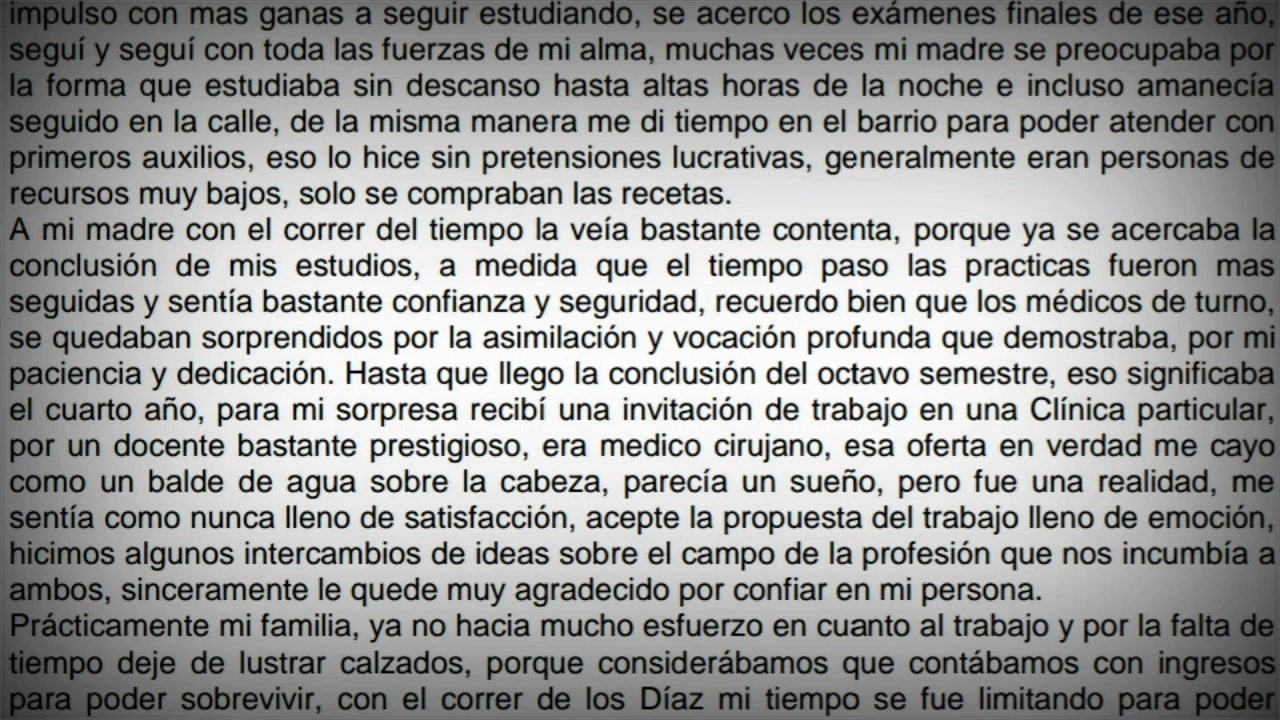 impulso con mas ganas a seguir estudiando, se acerco los exámenes finales de ese año,
seguí y seguí con toda las fuerzas de mi alma, muchas veces mi madre se preocupaba por
la forma que estudiaba sin descanso hasta altas horas de la noche e incluso amanecía
seguido en la calle, de la misma manera me di tiempo en el barrio para poder atender con
primeros auxilios, eso lo hice sin pretensiones lucrativas, generalmente eran personas de
recursos muy bajos, solo se compraban las recetas.
A mi madre con el correr del tiempo la veía bastante contenta, porque ya se acercaba la
conclusión de mis estudios, a medida que el tiempo paso las practicas fueron mas
seguidas y sentía bastante confianza y seguridad, recuerdo bien que los médicos de turno,
se quedaban sorprendidos por la asimilación y vocación profunda que demostraba, por mi
paciencia y dedicación. Hasta que llego la conclusión del octavo semestre, eso significaba
el cuarto año, para mi sorpresa recibí una invitación de trabajo en una Clínica particular,
por un docente bastante prestigioso, era medico cirujano, esa oferta en verdad me cayo
como un balde de agua sobre la cabeza, parecía un sueño, pero fue una realidad, me
sentía como nunca lleno de satisfacción, acepte la propuesta del trabajo lleno de emoción,
hicimos algunos intercambios de ideas sobre el campo de la profesión que nos incumbía a
ambos, sinceramente le quede muy agradecido por confiar en mi persona.
Prácticamente mi familia, ya no hacia mucho esfuerzo en cuanto al trabajo y por la falta de
tiempo deje de lustrar calzados, porque considerábamos que contábamos con ingresos
para poder sobrevivir, con el correr de los Díaz mi tiempo se fue limitando para poder